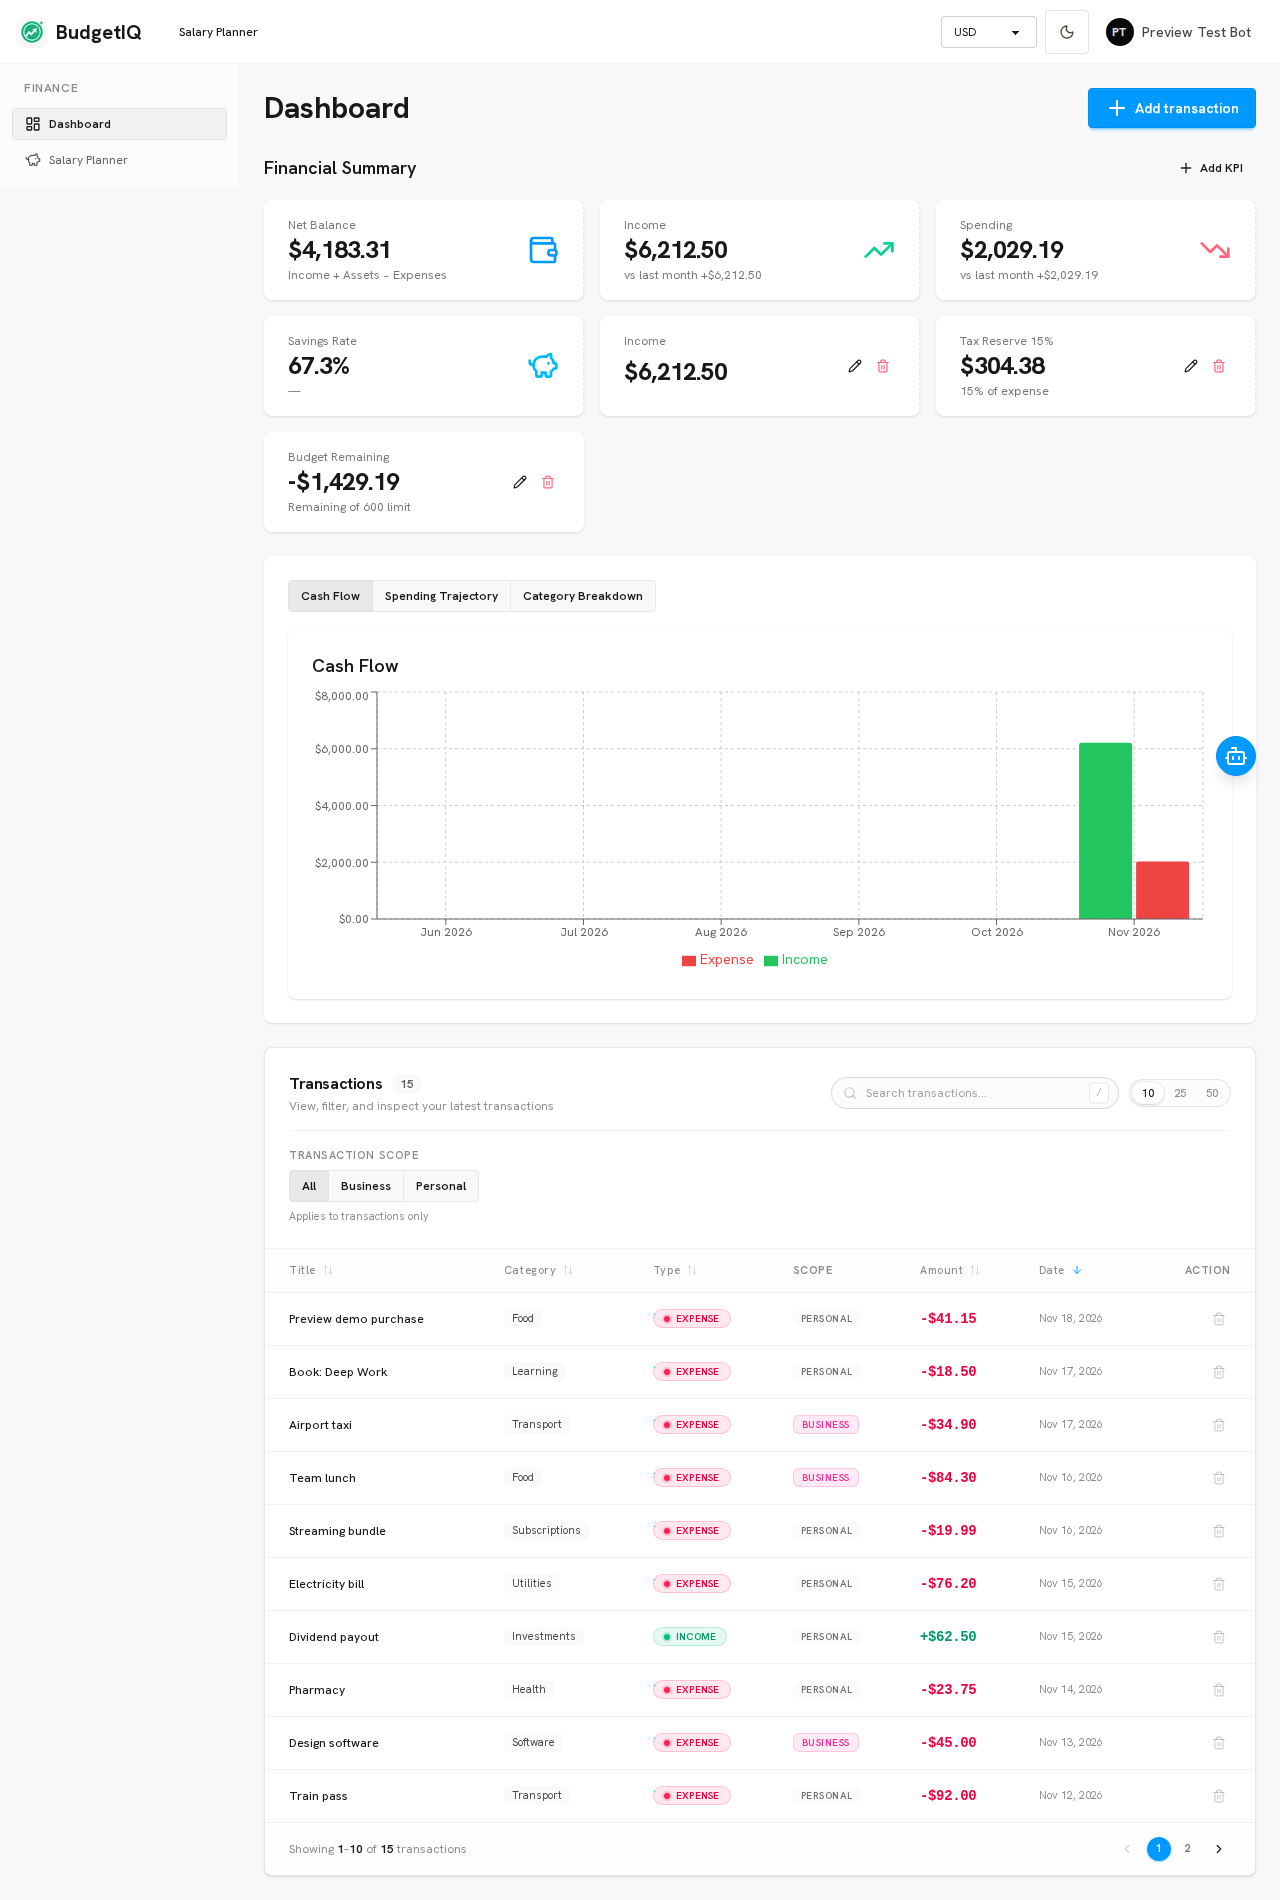 BudgetIQ
Salary Planner
USD
PT
Preview Test Bot
FINANCE
Dashboard
Salary Planner
Dashboard
Add transaction
Financial Summary
Add KPI
Net Balance
$4,183.31
Income + Assets – Expenses
Income
$6,212.50
vs last month +$6,212.50
Spending
$2,029.19
vs last month +$2,029.19
Savings Rate
67.3%
—
Income
$6,212.50
Tax Reserve 15%
$304.38
15% of expense
Budget Remaining
-$1,429.19
Remaining of 600 limit
Cash Flow
Spending Trajectory
Category Breakdown
Cash Flow
$8,000.00
$6,000.00
$4,000.00
$2,000.00
$0.00
Jun 2026 Jul 2026 Aug 2026 Sep 2026 Oct 2026 Nov 2026
Expense Income
Transactions 15
View, filter, and inspect your latest transactions
Search transactions... /
10 25 50
TRANSACTION SCOPE
All Business Personal
Applies to transactions only
Title Category Type SCOPE Amount Date ACTION
Preview demo purchase Food EXPENSE PERSONAL -$41.15 Nov 18, 2026
Book: Deep Work Learning EXPENSE PERSONAL -$18.50 Nov 17, 2026
Airport taxi Transport EXPENSE BUSINESS -$34.90 Nov 17, 2026
Team lunch Food EXPENSE BUSINESS -$84.30 Nov 16, 2026
Streaming bundle Subscriptions EXPENSE PERSONAL -$19.99 Nov 16, 2026
Electricity bill Utilities EXPENSE PERSONAL -$76.20 Nov 15, 2026
Dividend payout Investments INCOME PERSONAL +$62.50 Nov 15, 2026
Pharmacy Health EXPENSE PERSONAL -$23.75 Nov 14, 2026
Design software Software EXPENSE BUSINESS -$45.00 Nov 13, 2026
Train pass Transport EXPENSE PERSONAL -$92.00 Nov 12, 2026
Showing 1–10 of 15 transactions
1 2